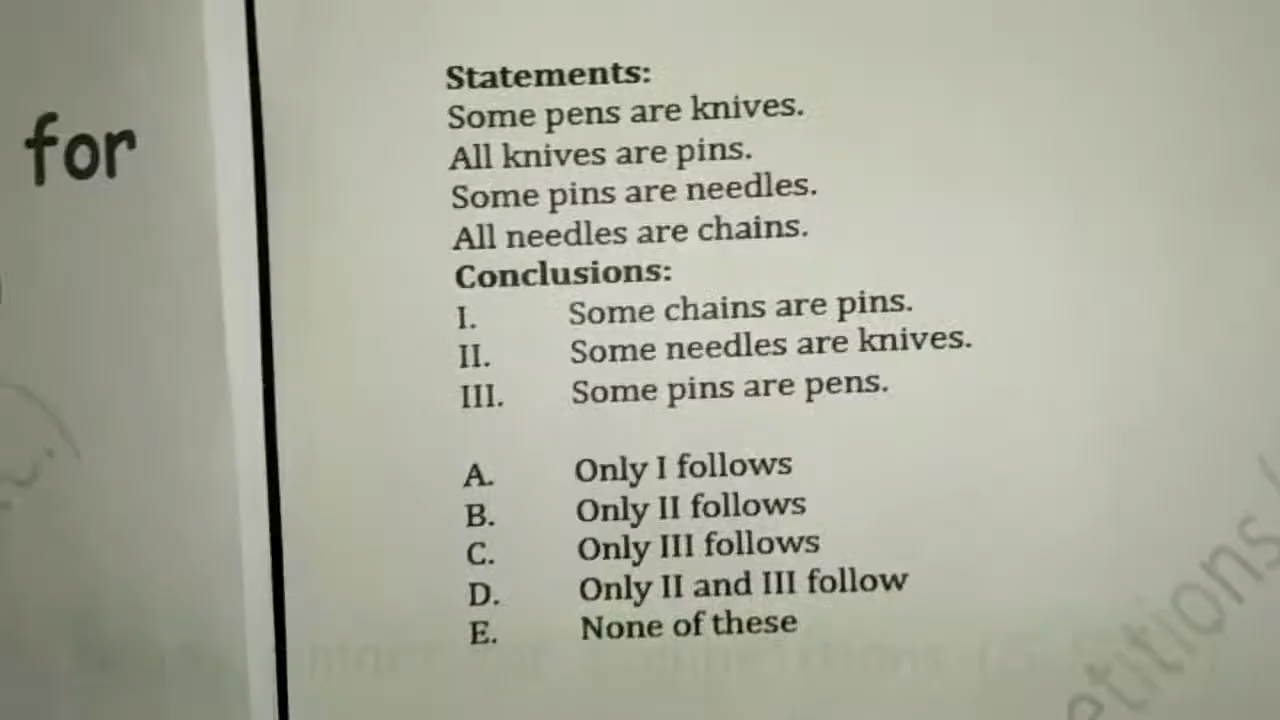 for
Statements:
Some pens are knives.
All knives are pins.
Some pins are needles.
All needles are chains.
Conclusions:
I. Some chains are pins.
II. Some needles are knives.
III. Some pins are pens.
A. Only I follows
B. Only II follows
C. Only III follows
D. Only II and III follow
E. None of these